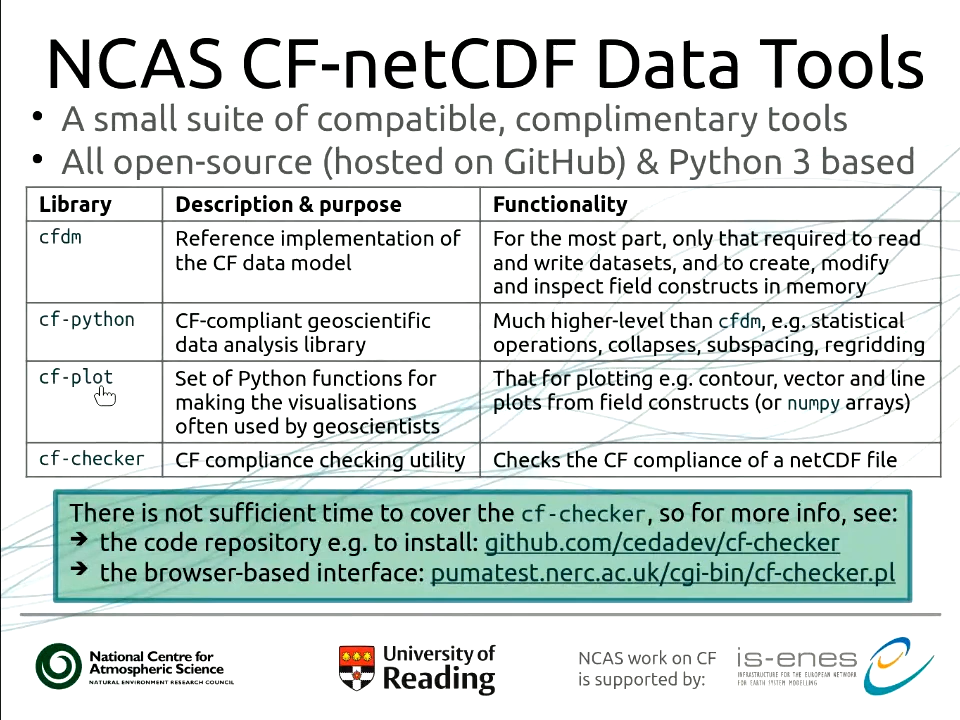 NCAS CF-netCDF Data Tools
• A small suite of compatible, complimentary tools
• All open-source (hosted on GitHub) & Python 3 based
Library Description & purpose Functionality
cfdm
Reference implementation of
the CF data model
For the most part, only that required to read
and write datasets, and to create, modify
and inspect field constructs in memory
cf-python
CF-compliant geoscientific
data analysis library
Much higher-level than cfdm, e.g. statistical
operations, collapses, subspacing, regridding
cf-plot
Set of Python functions for
making the visualisations
often used by geoscientists
That for plotting e.g. contour, vector and line
plots from field constructs (or numpy arrays)
cf-checker
CF compliance checking utility
Checks the CF compliance of a netCDF file
There is not sufficient time to cover the cf-checker, so for more info, see:
➔ the code repository e.g. to install: github.com/cedadev/cf-checker
➔ the browser-based interface: pumatest.nerc.ac.uk/cgi-bin/cf-checker.pl
National Centre for
Atmospheric Science
NATURAL ENVIRONMENT RESEARCH COUNCIL
University of
Reading
NCAS work on CF
is supported by:
is-enes
INFRASTRUCTURE FOR THE EUROPEAN NETWORK
FOR EARTH SYSTEM MODELLING